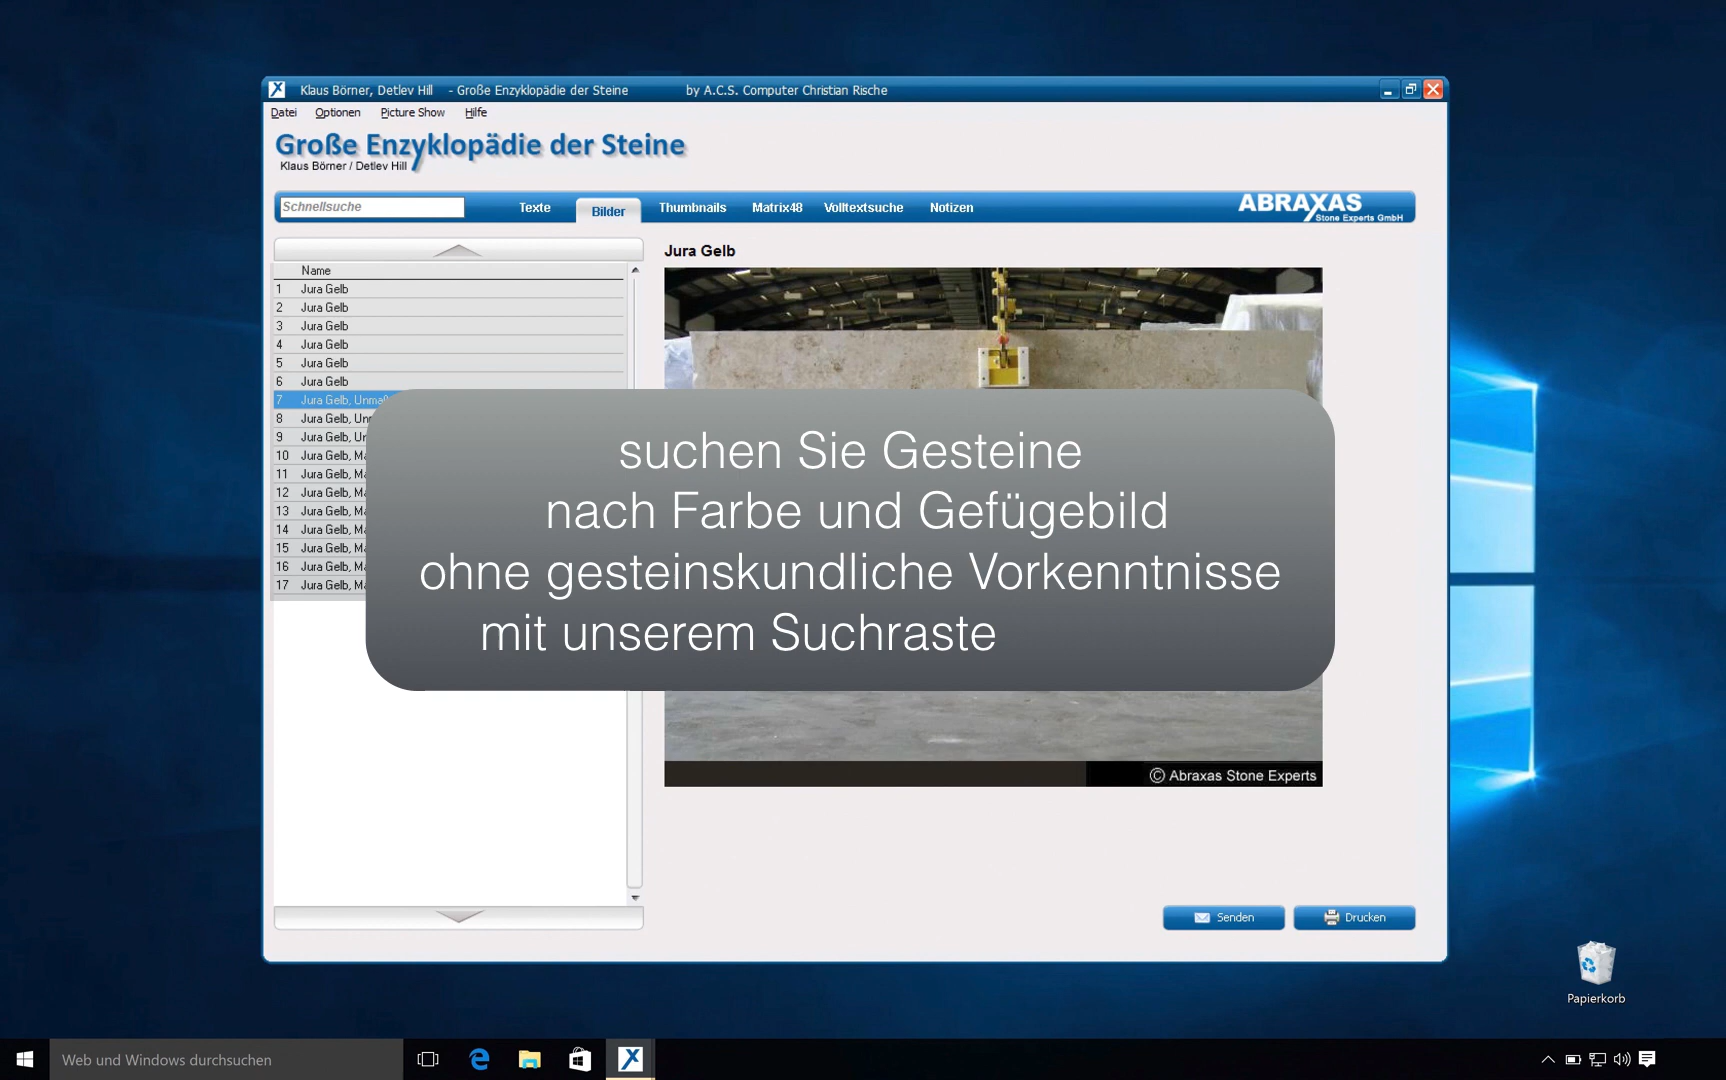 Klaus Börner, Detlev Hill - Große Enzyklopädie der Steine by A.C.S. Computer Christian Rische
Datei Optionen Picture Show Hilfe
Große Enzyklopädie der Steine
Klaus Börner / Detlev Hill
Schnellsuche Texte Bilder Thumbnails Matrix48 Volltextsuche Notizen ABRAXAS
Stone Experts GmbH
Jura Gelb
Name
1 Jura Gelb
2 Jura Gelb
3 Jura Gelb
4 Jura Gelb
5 Jura Gelb
6 Jura Gelb
7 Jura Gelb,
8 Jura Gelb,
9 Jura Gelb,
10 Jura Gelb,
11 Jura Gelb,
12 Jura Gelb,
13 Jura Gelb,
14 Jura Gelb,
15 Jura Gelb,
16 Jura Gelb,
17 Jura Gelb,
suchen Sie Gesteine
nach Farbe und Gefügebild
ohne gesteinskundliche Vorkenntnisse
mit unserem Suchraste
© Abraxas Stone Experts
Senden Drucken
Papierkorb
Web und Windows durchsuchen